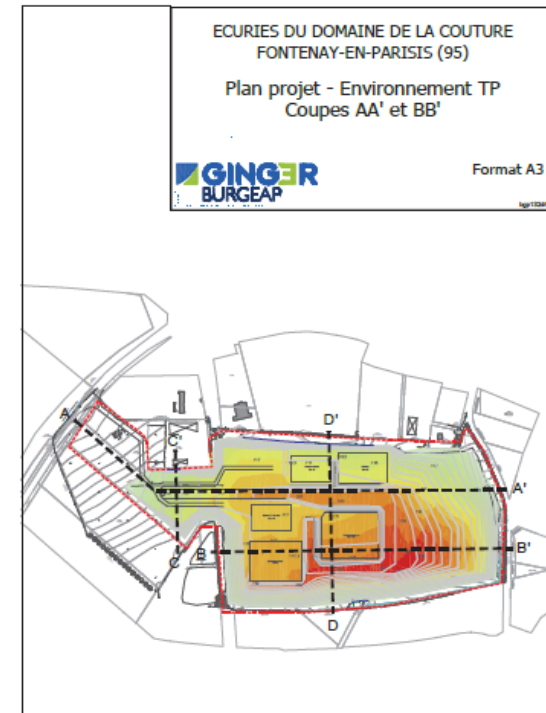 ECURIES DU DOMAINE DE LA COUTURE
FONTENAY-EN-PARISIS (95)
Plan projet - Environnement TP
Coupes AA' et BB'
GINGER
BURGEAP
Format A3
A
D'
C'
A'
B
B'
C
D